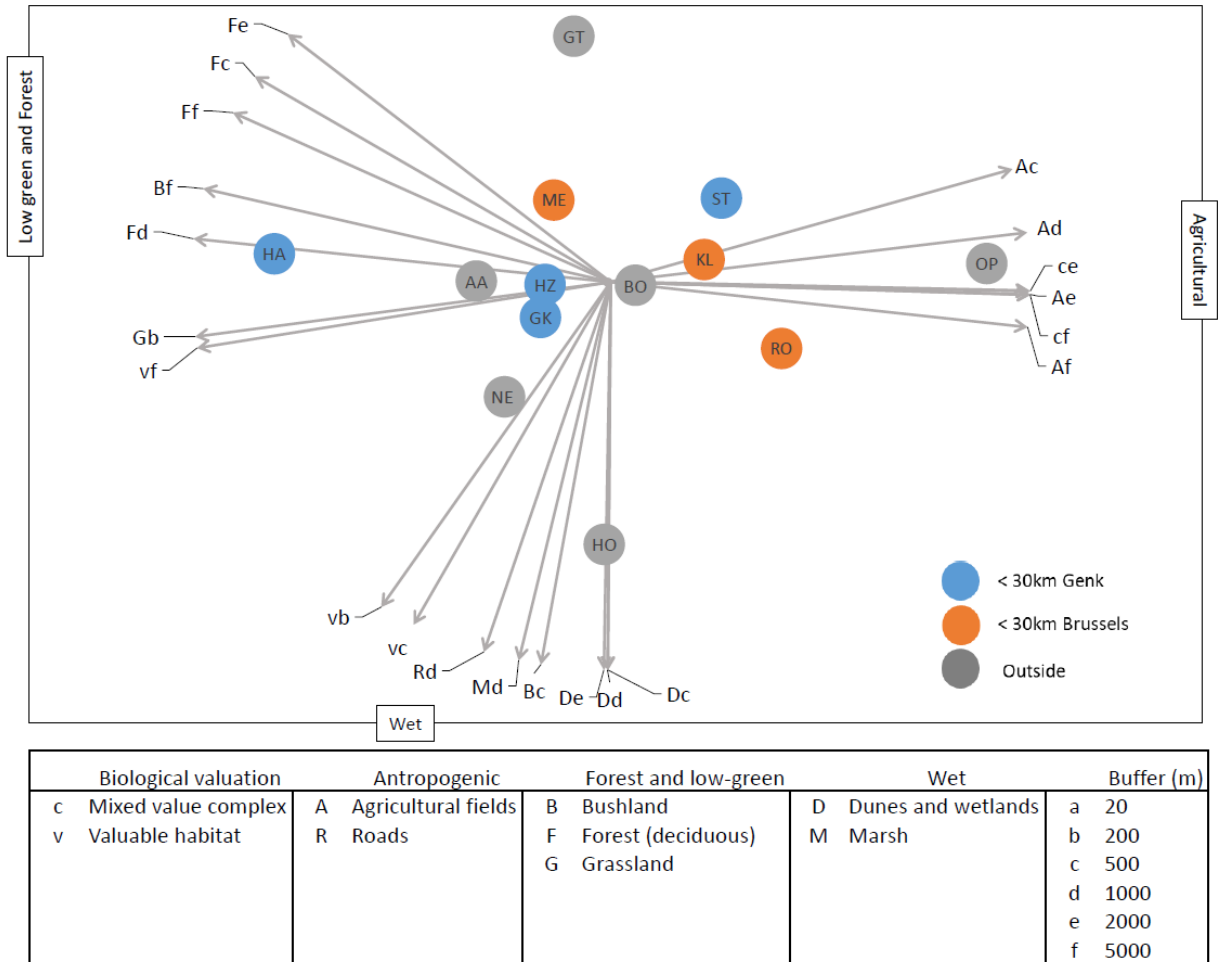 Fe
GT
Fc
Ff
Low green and Forest
Bf
ME
ST
Ac
Fd
HA
KL
Ad
Agricultural
AA
HZ
BO
OP
ce
Ae
GK
Gb
cf
vf
RO
Af
NE
HO
< 30km Genk
vb
< 30km Brussels
vc
Rd
Outside
Md
Bc
De
Dd
Dc
Wet
Biological valuation Antropogenic Forest and low-green Wet Buffer (m)
c Mixed value complex A Agricultural fields B Bushland D Dunes and wetlands a 20
v Valuable habitat R Roads F Forest (deciduous) M Marsh b 200
G Grassland c 500
d 1000
e 2000
f 5000